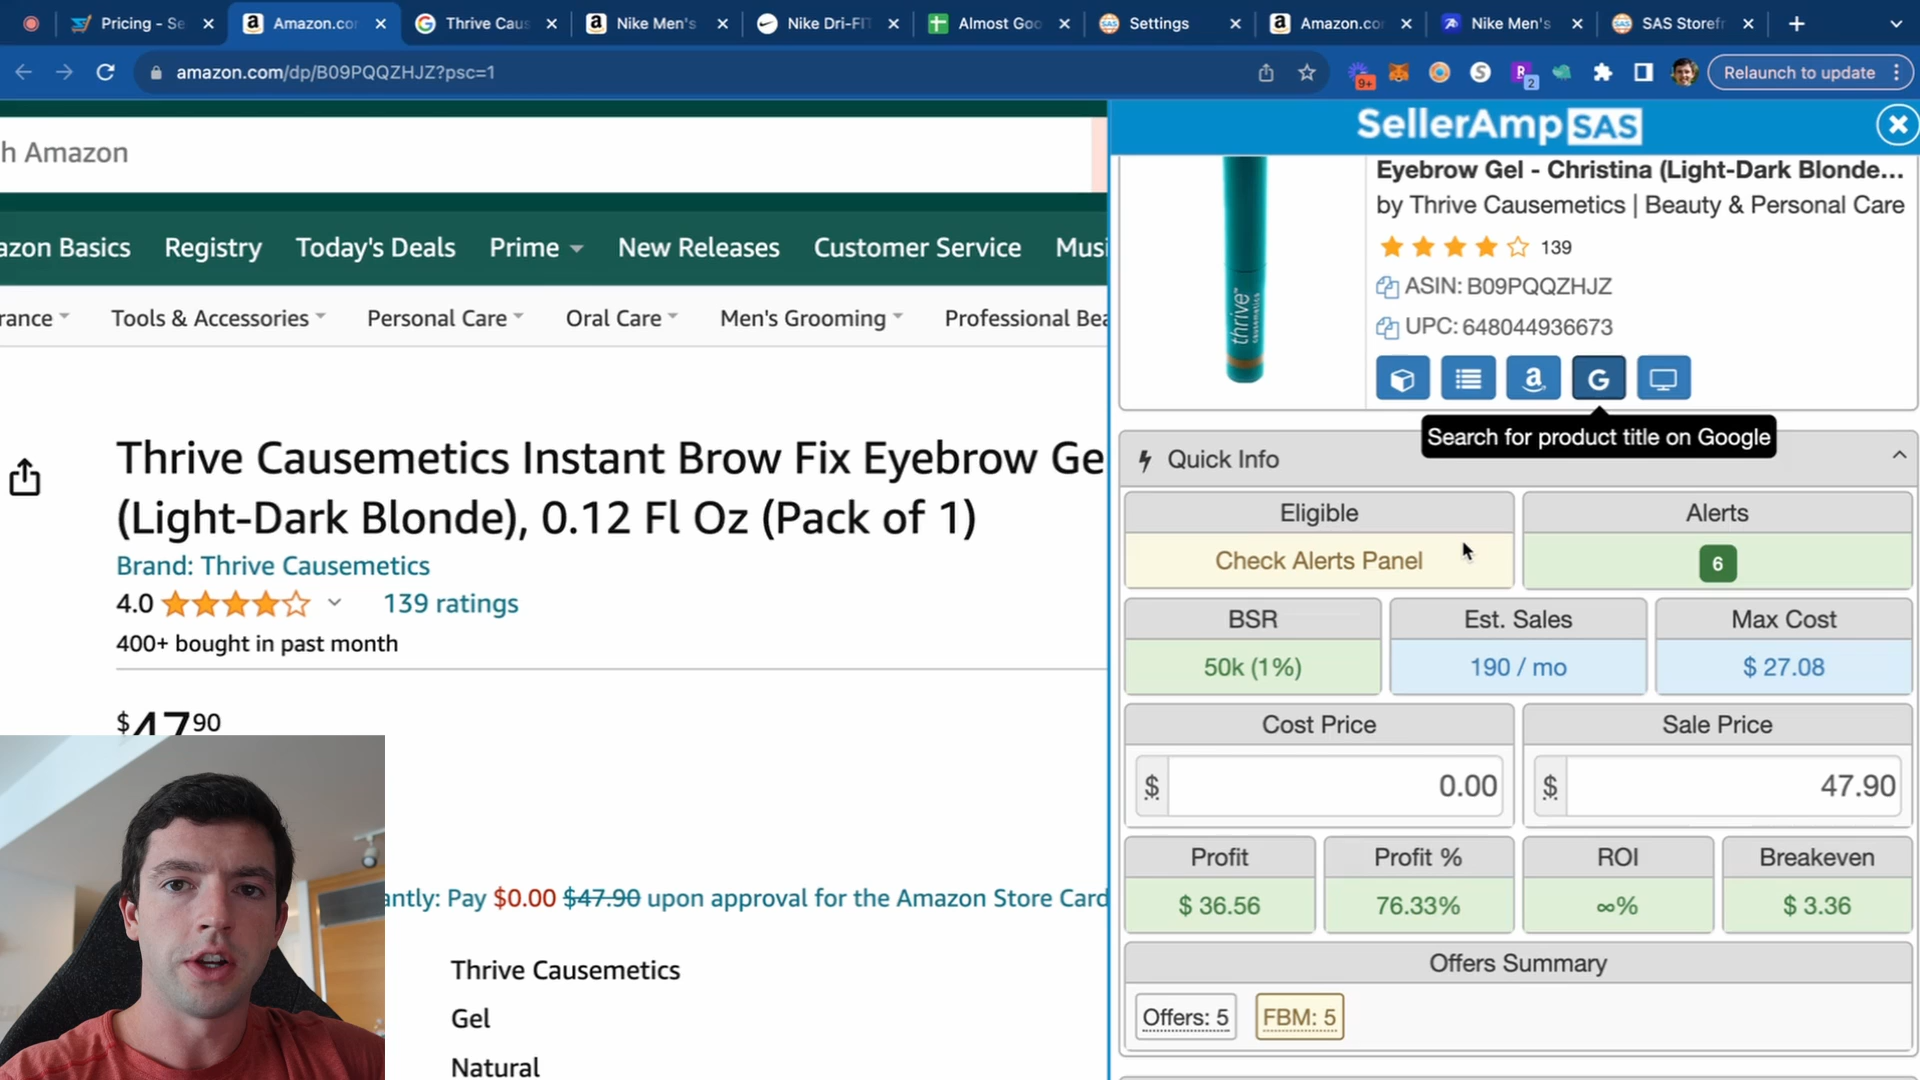 Pricing - Se
Amazon.co
Thrive Caus
Nike Men's
Nike Dri-FI
Almost Goo
Settings
Amazon.co
Nike Men's
SAS Storef
amazon.com/dp/B09PQQZHJZ?psc=1
9+
2
Relaunch to update
h Amazon
azon Basics
Registry
Today's Deals
Prime
New Releases
Customer Service
Musi
rance
Tools & Accessories
Personal Care
Oral Care
Men's Grooming
Professional Bea
Thrive Causemetics Instant Brow Fix Eyebrow Ge
(Light-Dark Blonde), 0.12 Fl Oz (Pack of 1)
Brand: Thrive Causemetics
4.0
139 ratings
400+ bought in past month
$47.90
antly: Pay $0.00 $47.90 upon approval for the Amazon Store Card
Thrive Causemetics
Gel
Natural
SellerAmp SAS
thrive
causemetics
Eyebrow Gel - Christina (Light-Dark Blonde...
by Thrive Causemetics | Beauty & Personal Care
139
ASIN: B09PQQZHJZ
UPC: 648044936673
Search for product title on Google
Quick Info
Eligible
Alerts
Check Alerts Panel
6
BSR
Est. Sales
Max Cost
50k (1%)
190 / mo
$ 27.08
Cost Price
Sale Price
$ 0.00
$ 47.90
Profit
Profit %
ROI
Breakeven
$ 36.56
76.33%
∞%
$ 3.36
Offers Summary
Offers: 5
FBM: 5